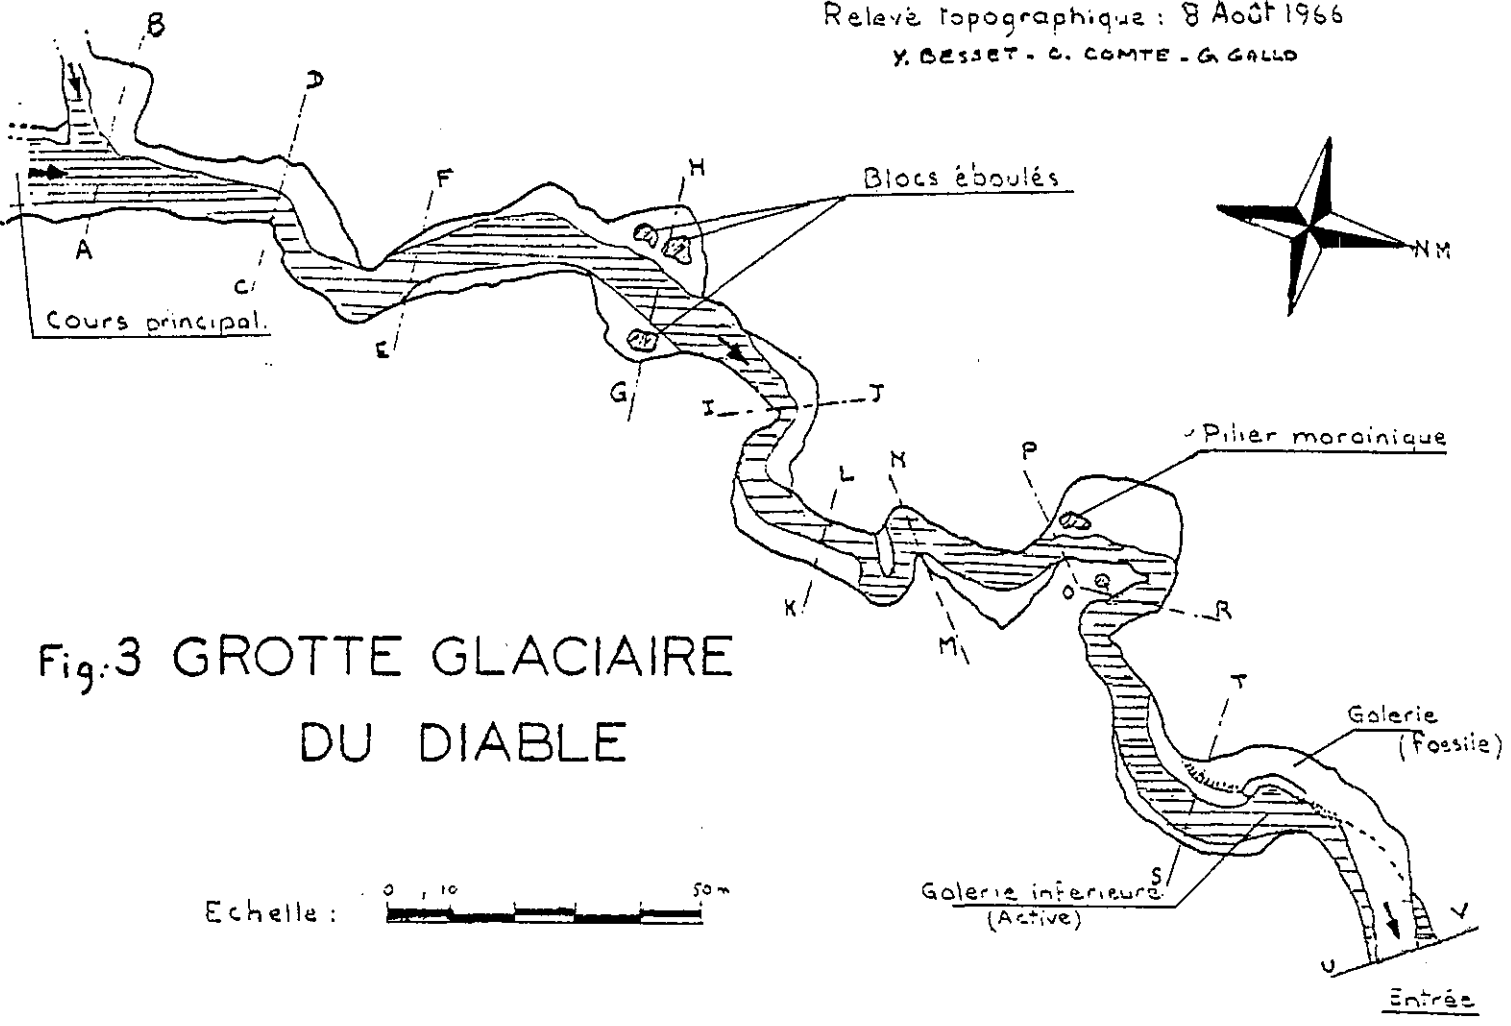 Relevé topographique : 8 Août 1966
Y. BESSET - C. COMTE - G. GALLO
B
D
F
H
Blocs éboulés
NM
A
C
Cours principal.
E
G
I
J
Pilier morainique
P
N
L
K
O
R
M
Fig.:3 GROTTE GLACIAIRE
DU DIABLE
T
Galerie
(Fossile)
S
Galerie inferieure
(Active)
Echelle :
0
10
50 m
V
U
Entrée